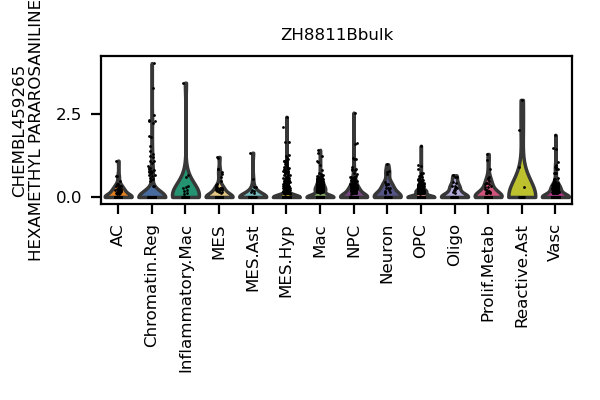 ZH8811Bbulk
CHEMBL459265
HEXAMETHYL PARAROSANILINE
2.5
0.0
AC
Chromatin.Reg
Inflammatory.Mac
MES
MES.Ast
MES.Hyp
Mac
NPC
Neuron
OPC
Oligo
Prolif.Metab
Reactive.Ast
Vasc